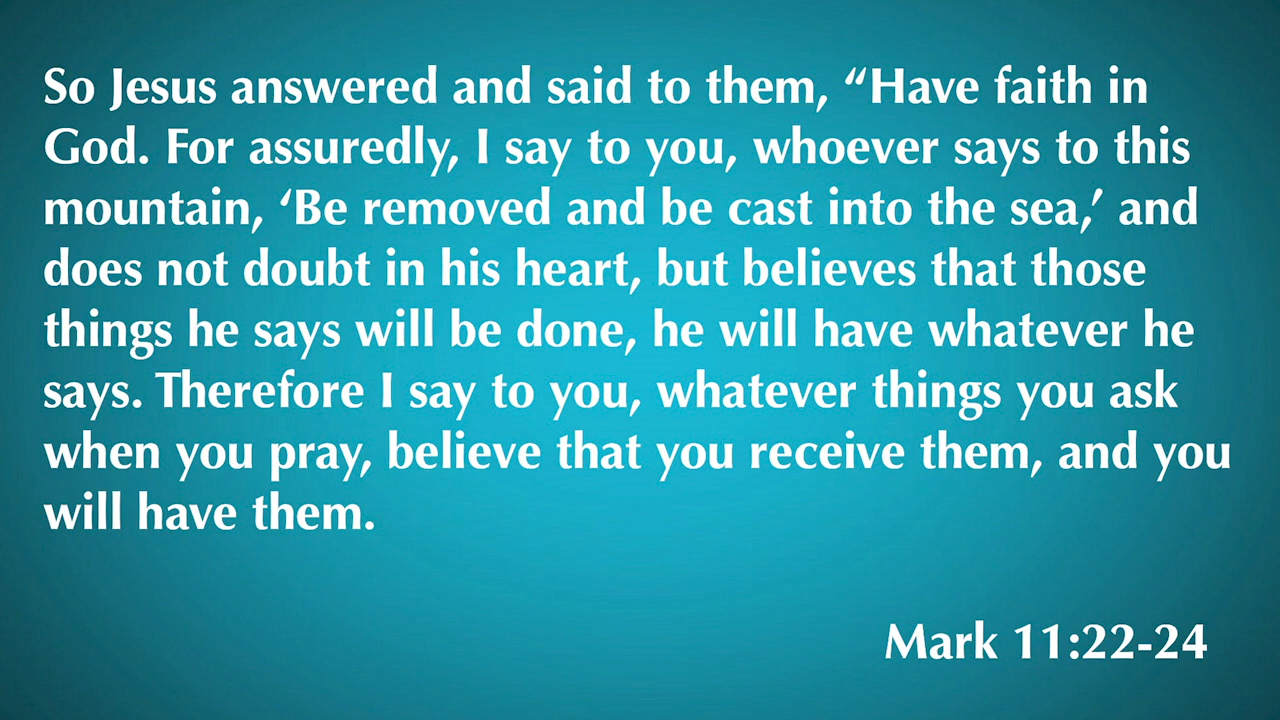 So Jesus answered and said to them, “Have faith in
God. For assuredly, I say to you, whoever says to this
mountain, ‘Be removed and be cast into the sea,’ and
does not doubt in his heart, but believes that those
things he says will be done, he will have whatever he
says. Therefore I say to you, whatever things you ask
when you pray, believe that you receive them, and you
will have them.
Mark 11:22-24